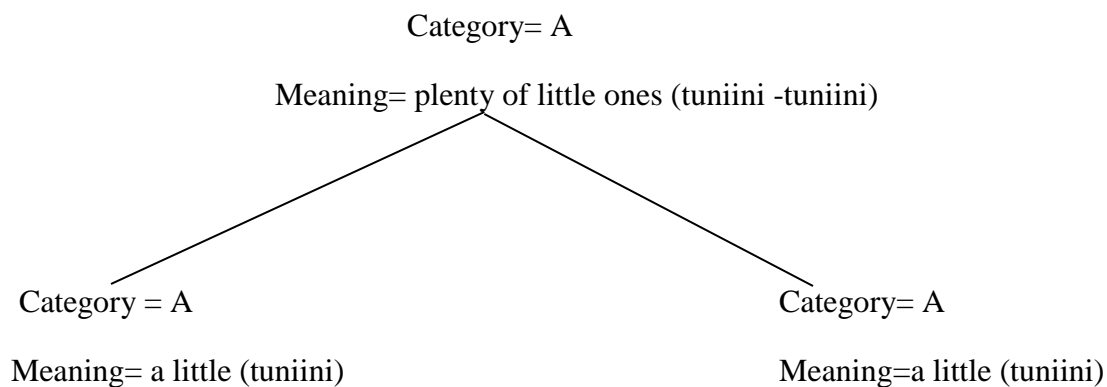 Category= A
Meaning= plenty of little ones (tuniini -tuniini)
Category = A
Category= A
Meaning= a little (tuniini)
Meaning=a little (tuniini)